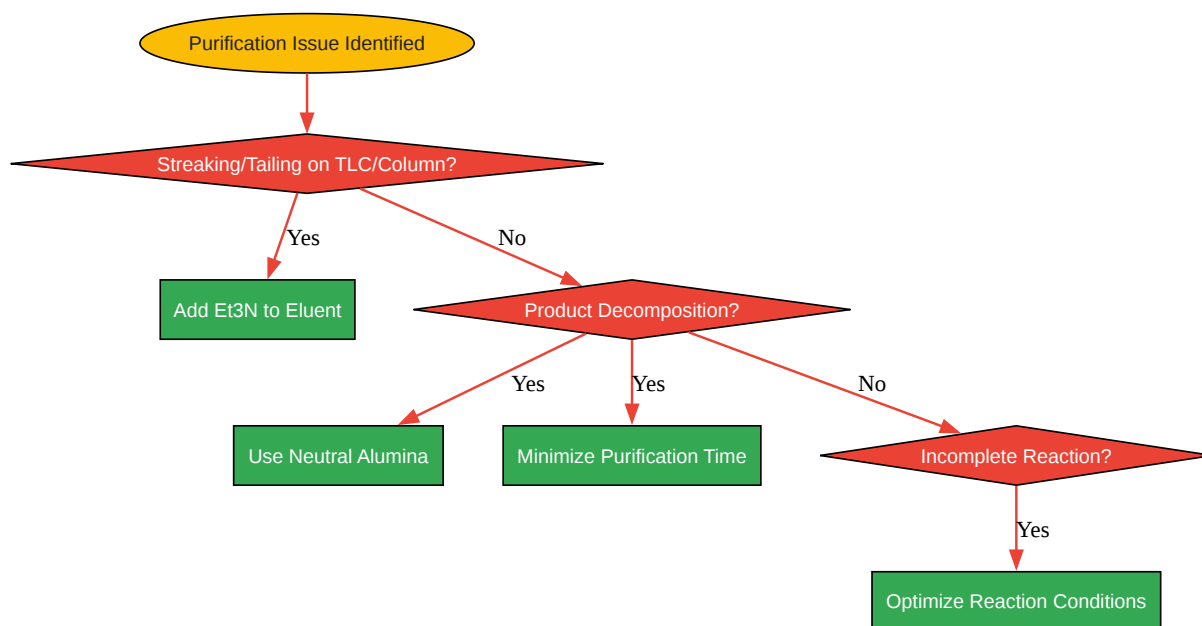 Purification Issue Identified
Streaking/Tailing on TLC/Column?
Yes
No
Add Et3N to Eluent
Product Decomposition?
Yes
Yes
No
Use Neutral Alumina
Minimize Purification Time
Incomplete Reaction?
Yes
Optimize Reaction Conditions